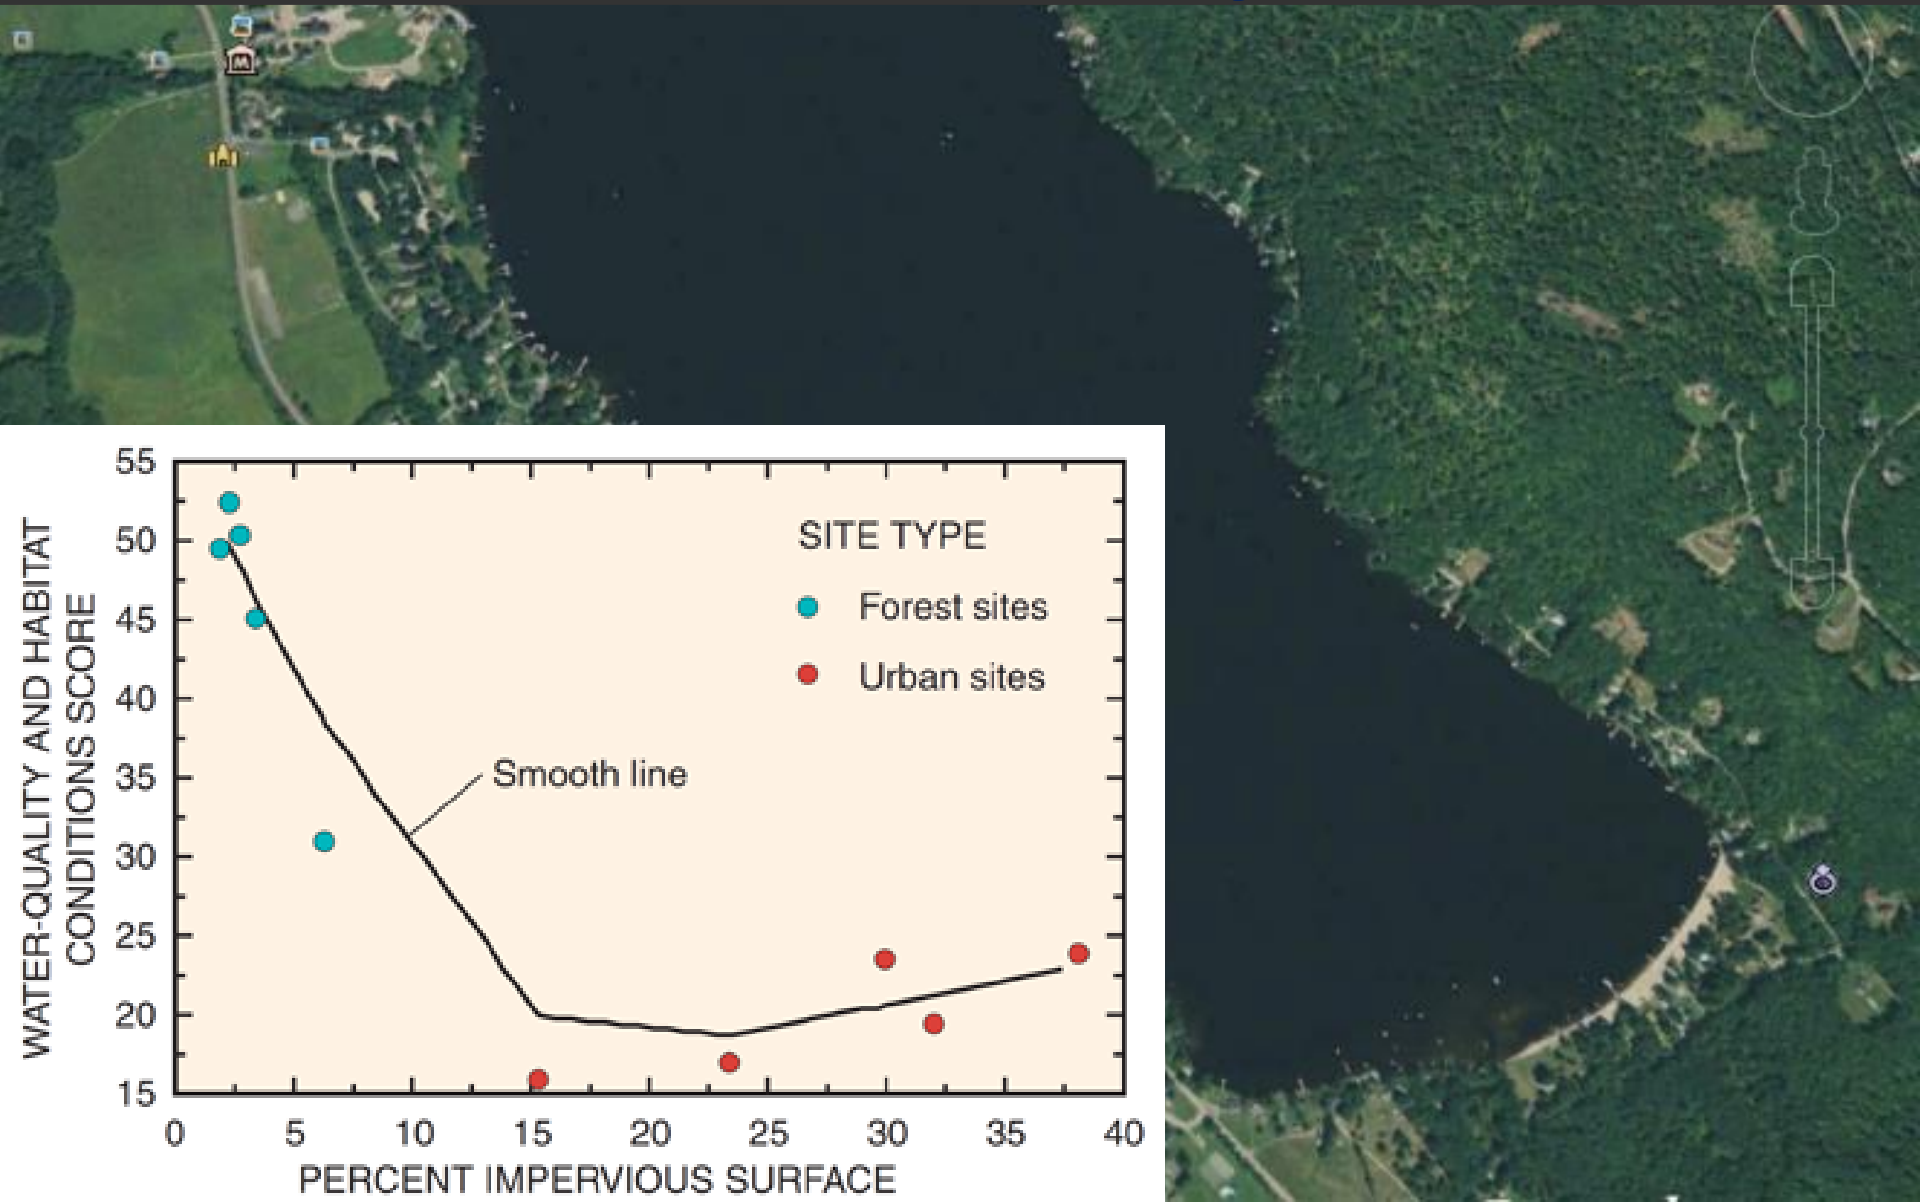 55
50
45
40
35
30
25
20
15
WATER-QUALITY AND HABITAT
CONDITIONS SCORE
SITE TYPE
Forest sites
Urban sites
Smooth line
0 5 10 15 20 25 30 35 40
PERCENT IMPERVIOUS SURFACE